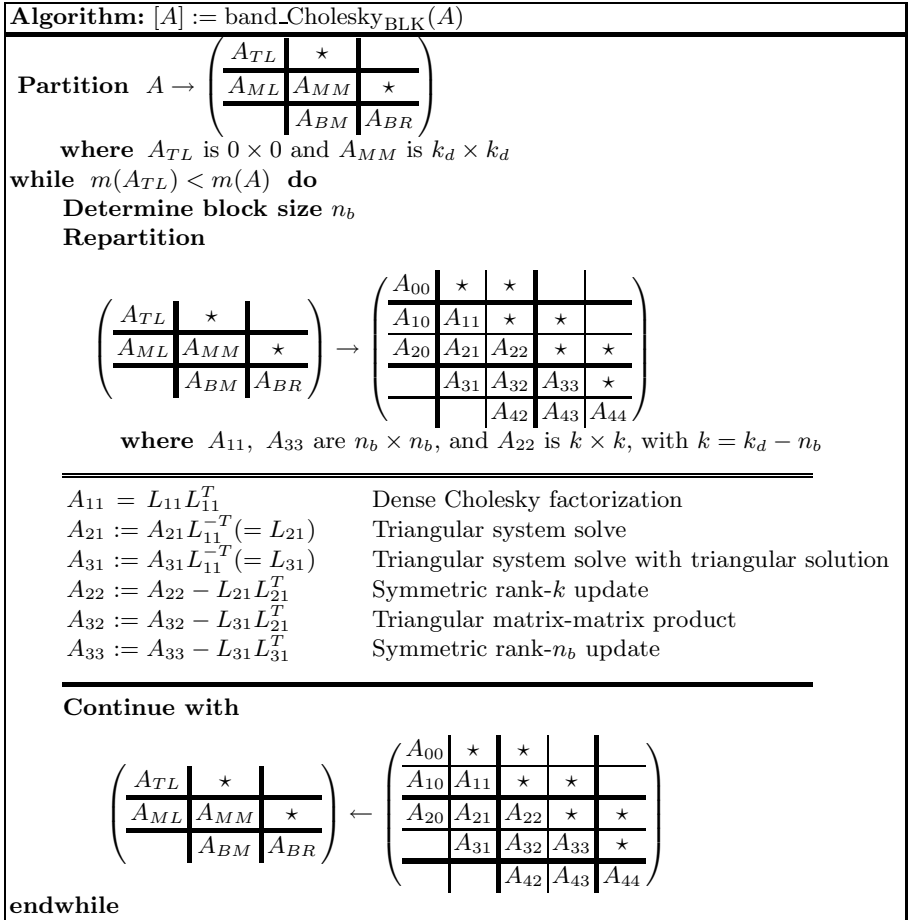 Algorithm: [A] := band_Cholesky_BLK(A)
Partition A → ( A_TL ⋆
A_ML A_MM ⋆
A_BM A_BR )
where A_TL is 0 × 0 and A_MM is k_d × k_d
while m(A_TL) < m(A) do
Determine block size n_b
Repartition
( A_TL ⋆
A_ML A_MM ⋆
A_BM A_BR ) → ( A_00 ⋆ ⋆
A_10 A_11 ⋆ ⋆
A_20 A_21 A_22 ⋆ ⋆
A_31 A_32 A_33 ⋆
A_42 A_43 A_44 )
where A_11, A_33 are n_b × n_b, and A_22 is k × k, with k = k_d − n_b
A_11 = L_11 L_11^T Dense Cholesky factorization
A_21 := A_21 L_11^{-T} (= L_21) Triangular system solve
A_31 := A_31 L_11^{-T} (= L_31) Triangular system solve with triangular solution
A_22 := A_22 − L_21 L_21^T Symmetric rank-k update
A_32 := A_32 − L_31 L_21^T Triangular matrix-matrix product
A_33 := A_33 − L_31 L_31^T Symmetric rank-n_b update
Continue with
( A_TL ⋆
A_ML A_MM ⋆
A_BM A_BR ) ← ( A_00 ⋆ ⋆
A_10 A_11 ⋆ ⋆
A_20 A_21 A_22 ⋆ ⋆
A_31 A_32 A_33 ⋆
A_42 A_43 A_44 )
endwhile